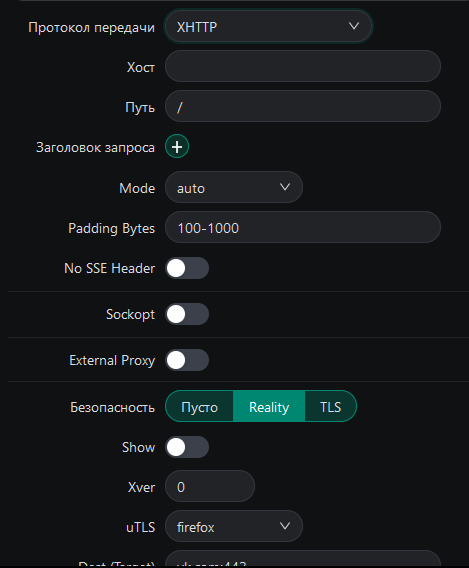 Протокол передачи XHTTP
Хост
Путь /
Заголовок запроса +
Mode auto
Padding Bytes 100-1000
No SSE Header
Sockopt
External Proxy
Безопасность Пусто Reality TLS
Show
Xver 0
uTLS firefox
Dest (Target)